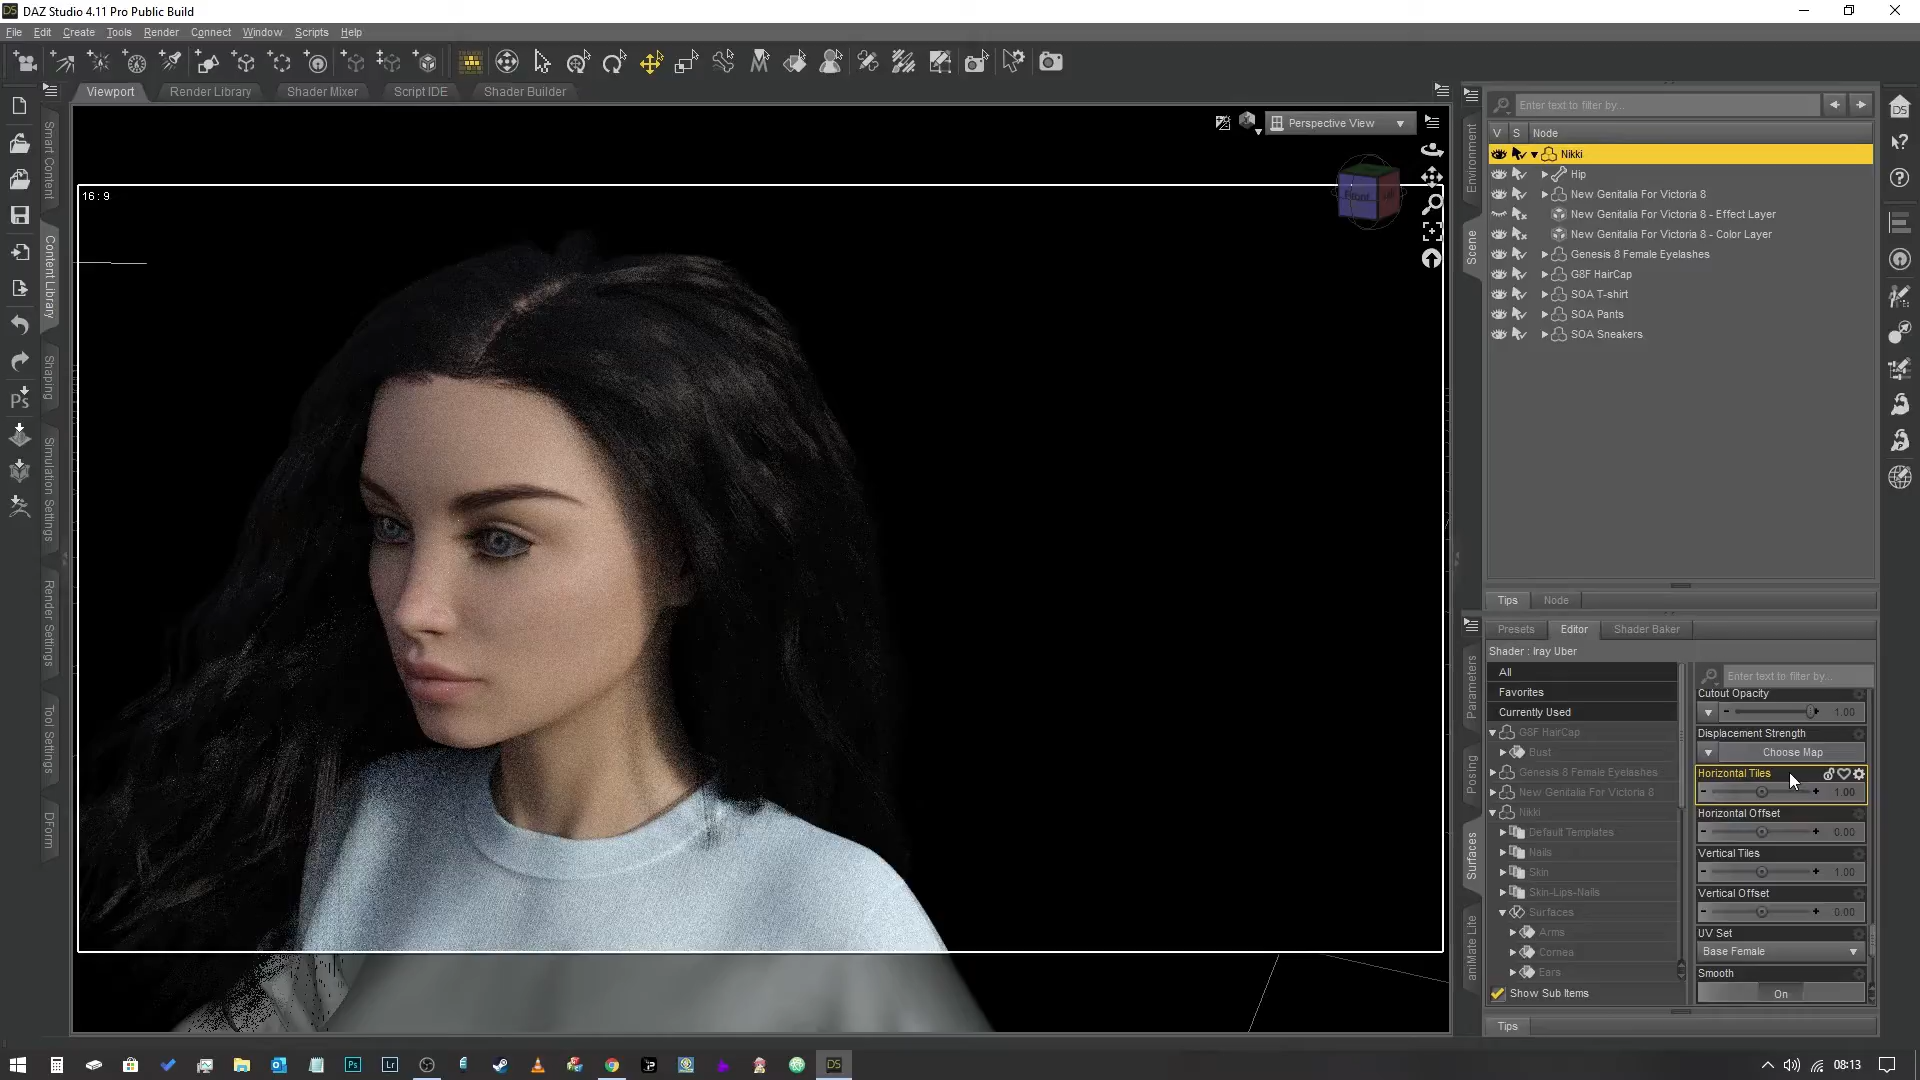 DAZ Studio 4.11 Pro Public Build
File Edit Create Tools Render Connect Window Scripts Help
Viewport Render Library Shader Mixer Script IDE Shader Builder
Smart Content
Content Library
Shaping
Simulation Settings
Render Settings
Tool Settings
DForm
Ps
16 : 9
Perspective View
Front
Environment
Scene
Enter text to filter by...
V S Node
Nikki
Hip
New Genitalia For Victoria 8
New Genitalia For Victoria 8 - Effect Layer
New Genitalia For Victoria 8 - Color Layer
Genesis 8 Female Eyelashes
G8F HairCap
SOA T-shirt
SOA Pants
SOA Sneakers
Tips Node
Parameters
Posing
Surfaces
aniMate Lite
Presets Editor Shader Baker
Shader : Iray Uber
All
Favorites
Currently Used
G8F HairCap
Bust
Genesis 8 Female Eyelashes
New Genitalia For Victoria 8
Nikki
Default Templates
Nails
Skin
Skin-Lips-Nails
Surfaces
Arms
Cornea
Ears
Show Sub Items
Enter text to filter by...
Cutout Opacity
1.00
Displacement Strength
Choose Map
Horizontal Tiles
1.00
Horizontal Offset
0.00
Vertical Tiles
1.00
Vertical Offset
0.00
UV Set
Base Female
Smooth
On
Tips
DS
Ps
Lr
DS
08:13